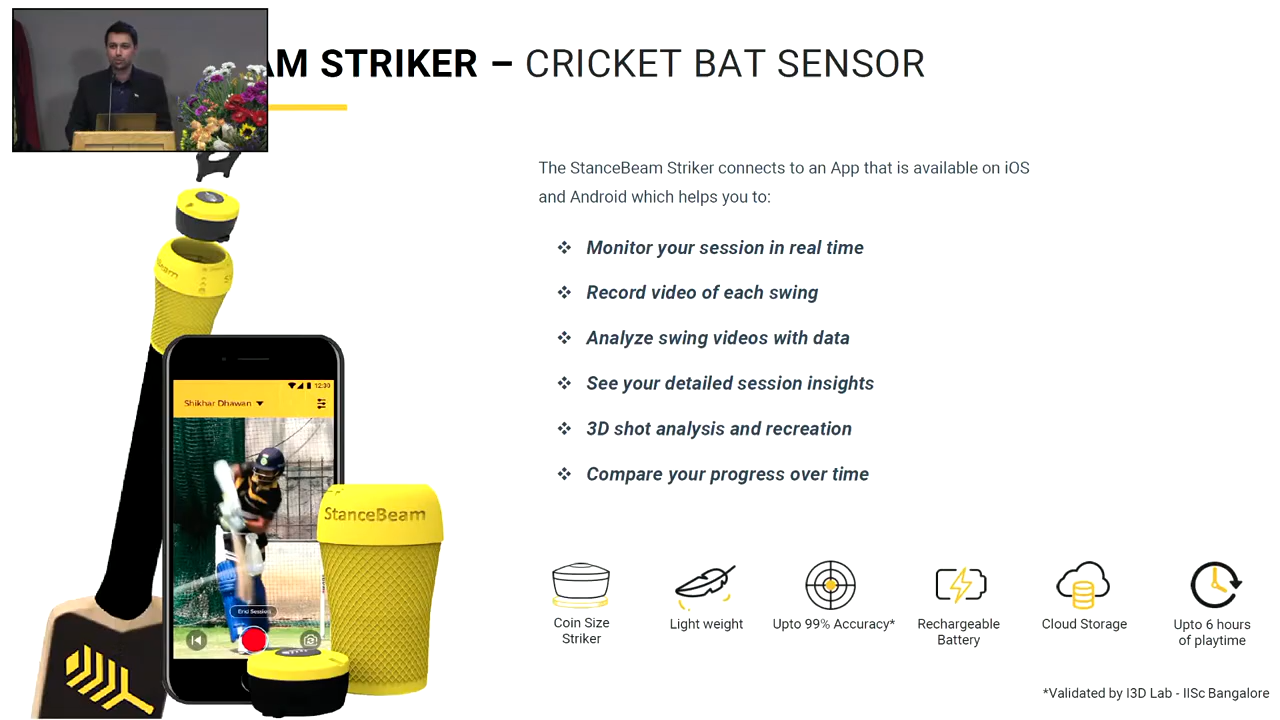 AM STRIKER – CRICKET BAT SENSOR
The StanceBeam Striker connects to an App that is available on iOS
and Android which helps you to:
❖ Monitor your session in real time
❖ Record video of each swing
❖ Analyze swing videos with data
❖ See your detailed session insights
❖ 3D shot analysis and recreation
❖ Compare your progress over time
12:30
Shikhar Dhawan
StanceBeam
End Session
Coin Size
Striker
Light weight
Upto 99% Accuracy*
Rechargeable
Battery
Cloud Storage
Upto 6 hours
of playtime
*Validated by I3D Lab - IISc Bangalore